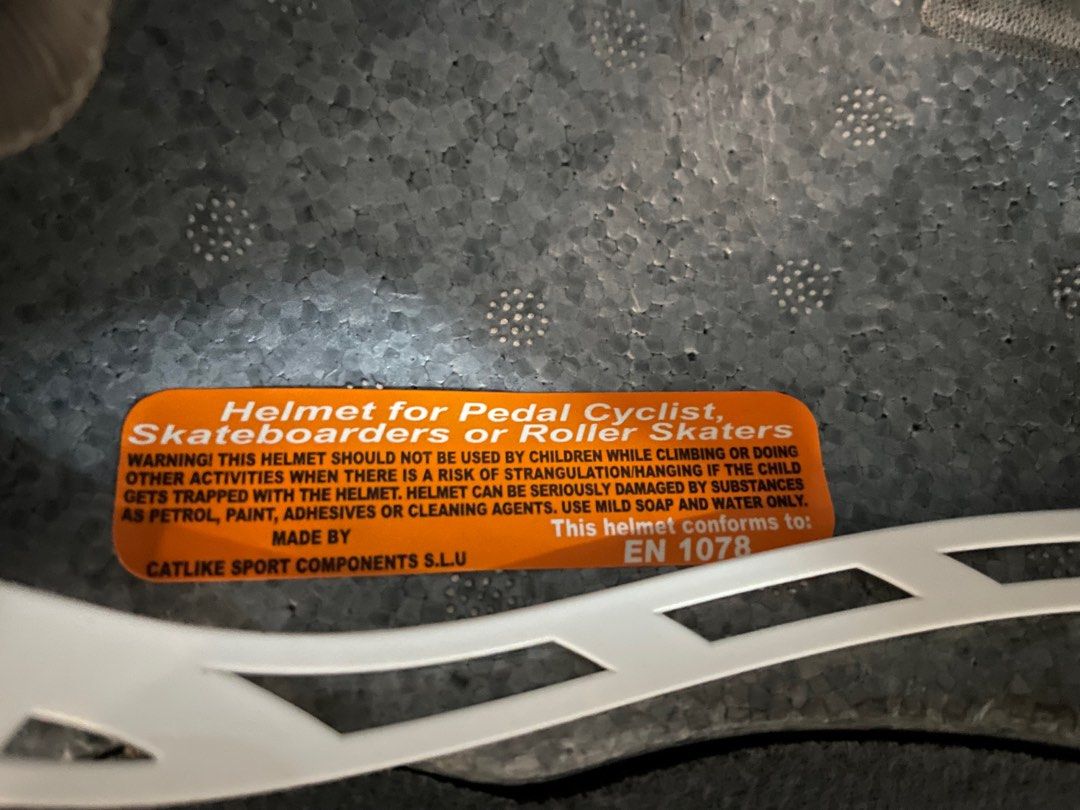 Helmet for Pedal Cyclist,
Skateboarders or Roller Skaters
WARNING! THIS HELMET SHOULD NOT BE USED BY CHILDREN WHILE CLIMBING OR DOING
OTHER ACTIVITIES WHEN THERE IS A RISK OF STRANGULATION/HANGING IF THE CHILD
GETS TRAPPED WITH THE HELMET. HELMET CAN BE SERIOUSLY DAMAGED BY SUBSTANCES
AS PETROL, PAINT, ADHESIVES OR CLEANING AGENTS. USE MILD SOAP AND WATER ONLY.
MADE BY
CATLIKE SPORT COMPONENTS S.L.U
This helmet conforms to:
EN 1078